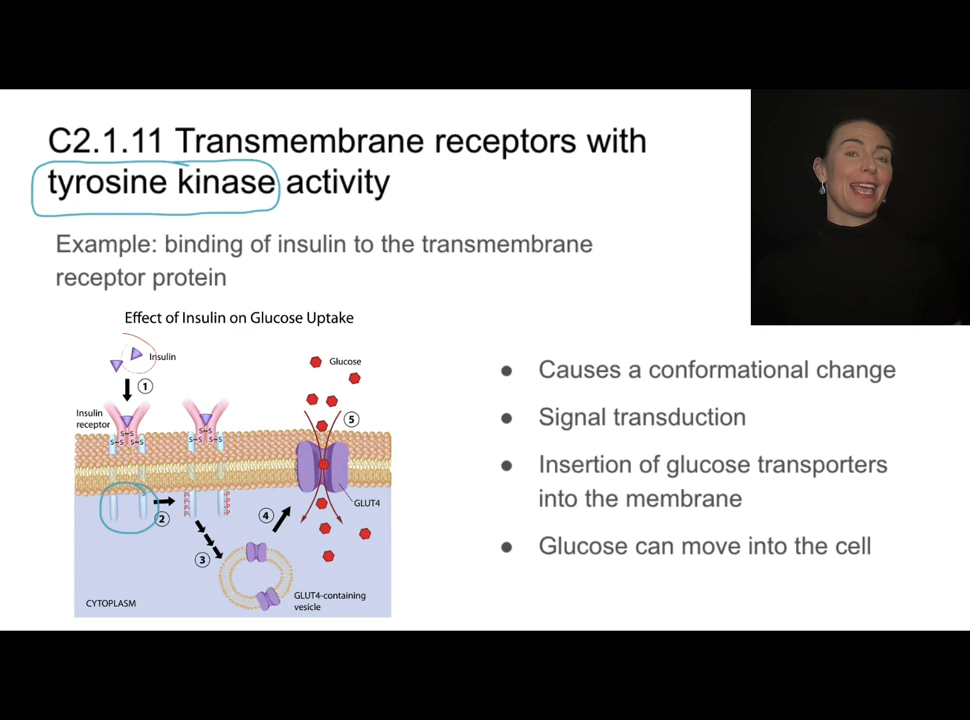 C2.1.11 Transmembrane receptors with
tyrosine kinase activity
Example: binding of insulin to the transmembrane
receptor protein
Effect of Insulin on Glucose Uptake
Insulin
1
Insulin
receptor
S-S
S-S
S-S
S-S
S-S
S-S
2
3
4
Glucose
5
GLUT4
GLUT4-containing
vesicle
CYTOPLASM
● Causes a conformational change
● Signal transduction
● Insertion of glucose transporters
into the membrane
● Glucose can move into the cell